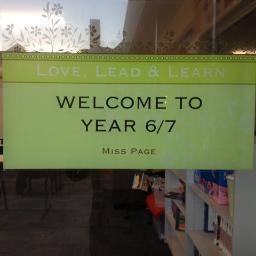 Love, Lead & Learn
WELCOME TO
YEAR 6/7
Miss Page